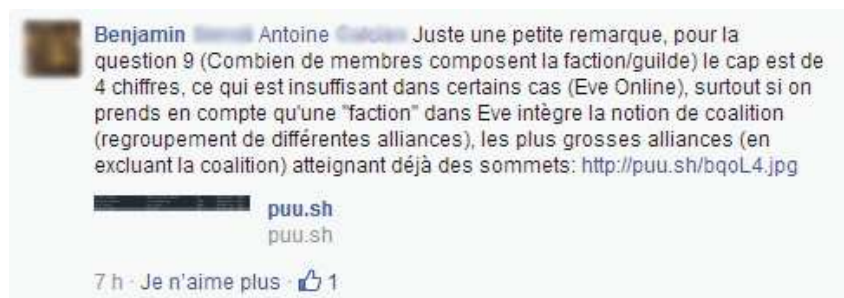 Benjamin Antoine Juste une petite remarque, pour la
question 9 (Combien de membres composent la faction/guilde) le cap est de
4 chiffres, ce qui est insuffisant dans certains cas (Eve Online), surtout si on
prends en compte qu'une "faction" dans Eve intègre la notion de coalition
(regroupement de différentes alliances), les plus grosses alliances (en
excluant la coalition) atteignant déjà des sommets: http://puu.sh/bqoL4.jpg
puu.sh
puu.sh
7 h · Je n'aime plus · 1